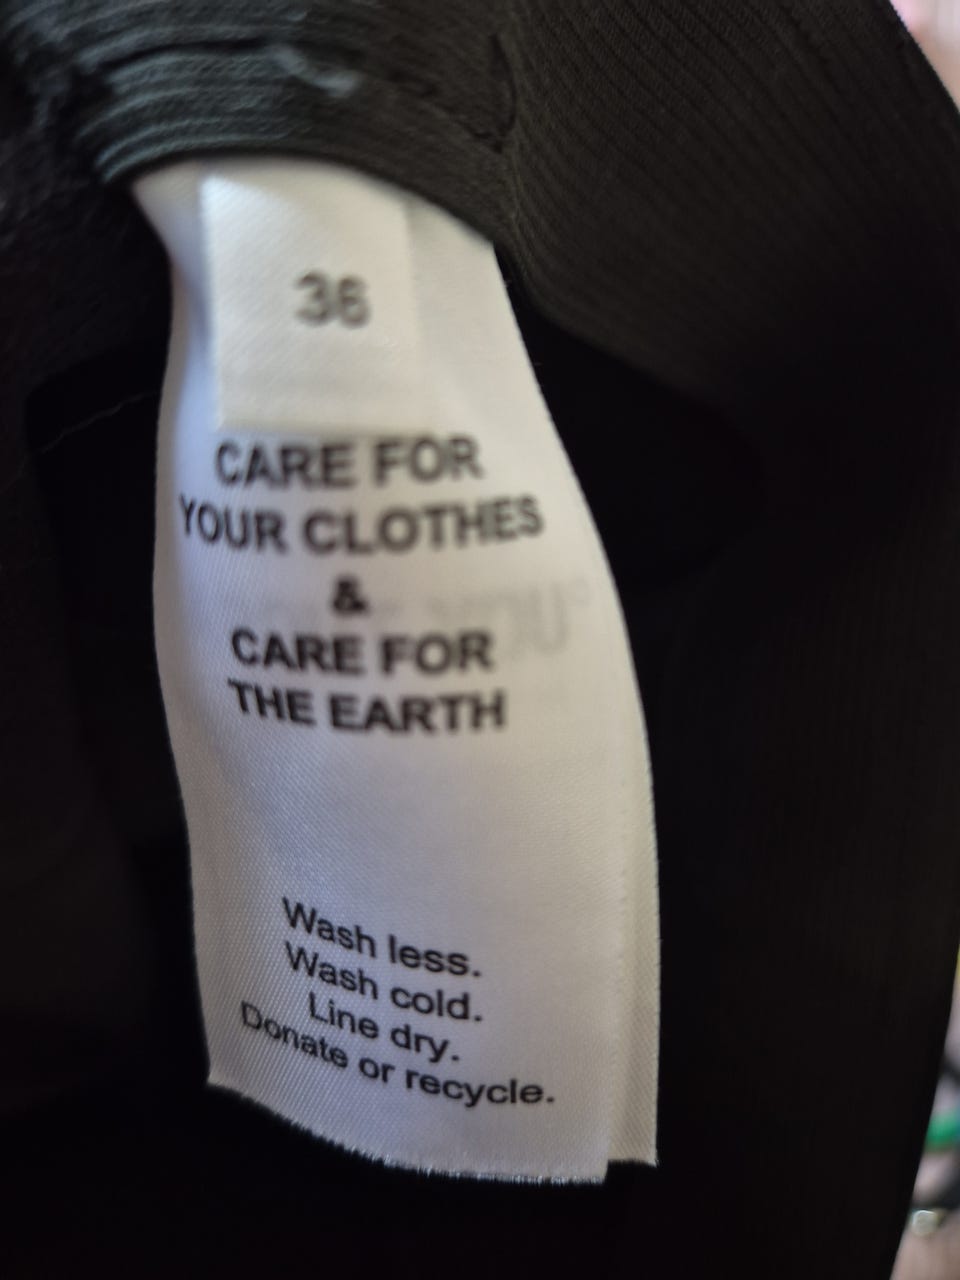 36
CARE FOR
YOUR CLOTHES
&
CARE FOR
THE EARTH
Wash less.
Wash cold.
Line dry.
Donate or recycle.